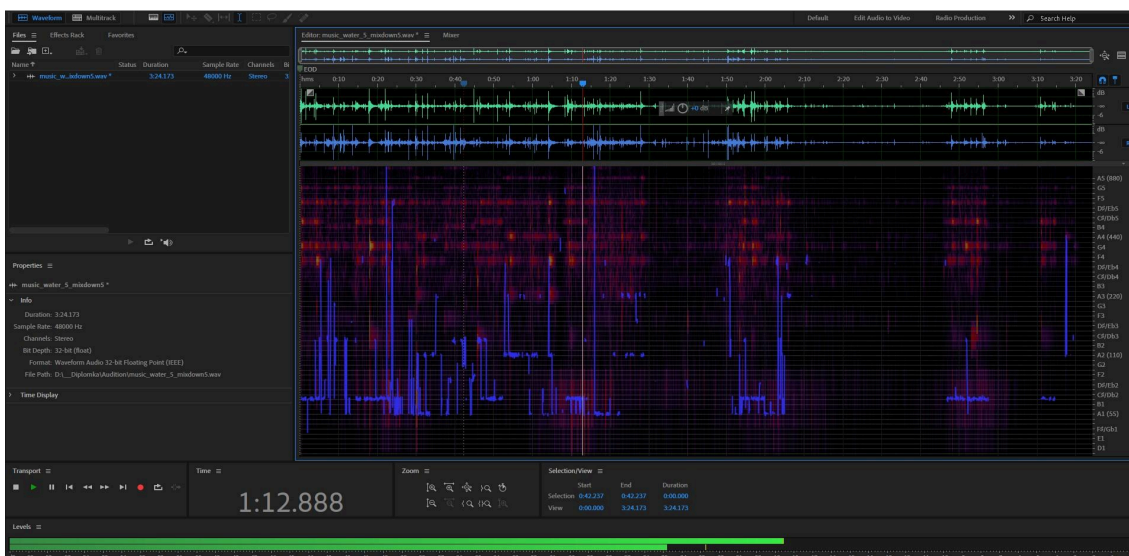 Waveform Multitrack Default Edit Audio to Video Radio Production Search Help
Files Effects Rack Favorites
Name Status Duration Sample Rate Channels Bi
music_w...ixdown5.wav * 3:24.173 48000 Hz Stereo
Editor: music_water_5_mixdown5.wav * Mixer
hms 0:10 0:20 0:30 0:40 0:50 1:00 1:10 1:20 1:30 1:40 1:50 2:00 2:10 2:20 2:30 2:40 2:50 3:00 3:10 3:20
dB
-∞
-6
+0 dB
dB
-∞
-6
A5 (880)
G5
F5
D#/Eb5
C#/Db5
B4
A4 (440)
G4
F4
D#/Eb4
C#/Db4
B3
A3 (220)
G3
F3
D#/Eb3
C#/Db3
B2
A2 (110)
G2
F2
D#/Eb2
C#/Db2
B1
A1 (55)
F#/Gb1
E1
D1
Properties
music_water_5_mixdown5 *
Info
Duration: 3:24.173
Sample Rate: 48000 Hz
Channels: Stereo
Bit Depth: 32-bit (float)
Format: Waveform Audio 32-bit Floating Point (IEEE)
File Path: D:\__Diplomka\Audition\music_water_5_mixdown5.wav
Time Display
Transport
Time
1:12.888
Zoom
Selection/View
Start End Duration
Selection 0:42.237 0:42.237 0:00.000
View 0:00.000 3:24.173 3:24.173
Levels